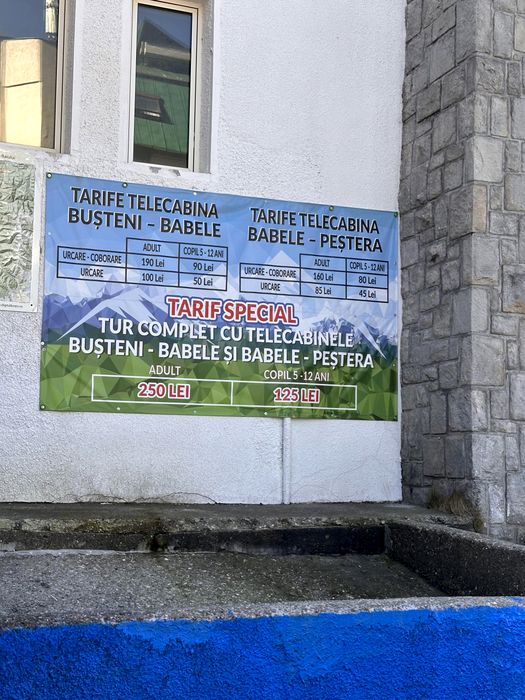 TARIFE TELECABINA
BUȘTENI – BABELE
ADULT COPIL 5 - 12 ANI
URCARE - COBORARE 190 LEI 90 LEI
URCARE 100 LEI 50 LEI
TARIFE TELECABINA
BABELE – PEȘTERA
ADULT COPIL 5 -12 ANI
URCARE - COBORARE 160 LEI 80 LEI
URCARE 85 LEI 45 LEI
TARIF SPECIAL
TUR COMPLET CU TELECABINELE
BUȘTENI - BABELE ȘI BABELE - PEȘTERA
ADULT COPIL 5 -12 ANI
250 LEI 125 LEI